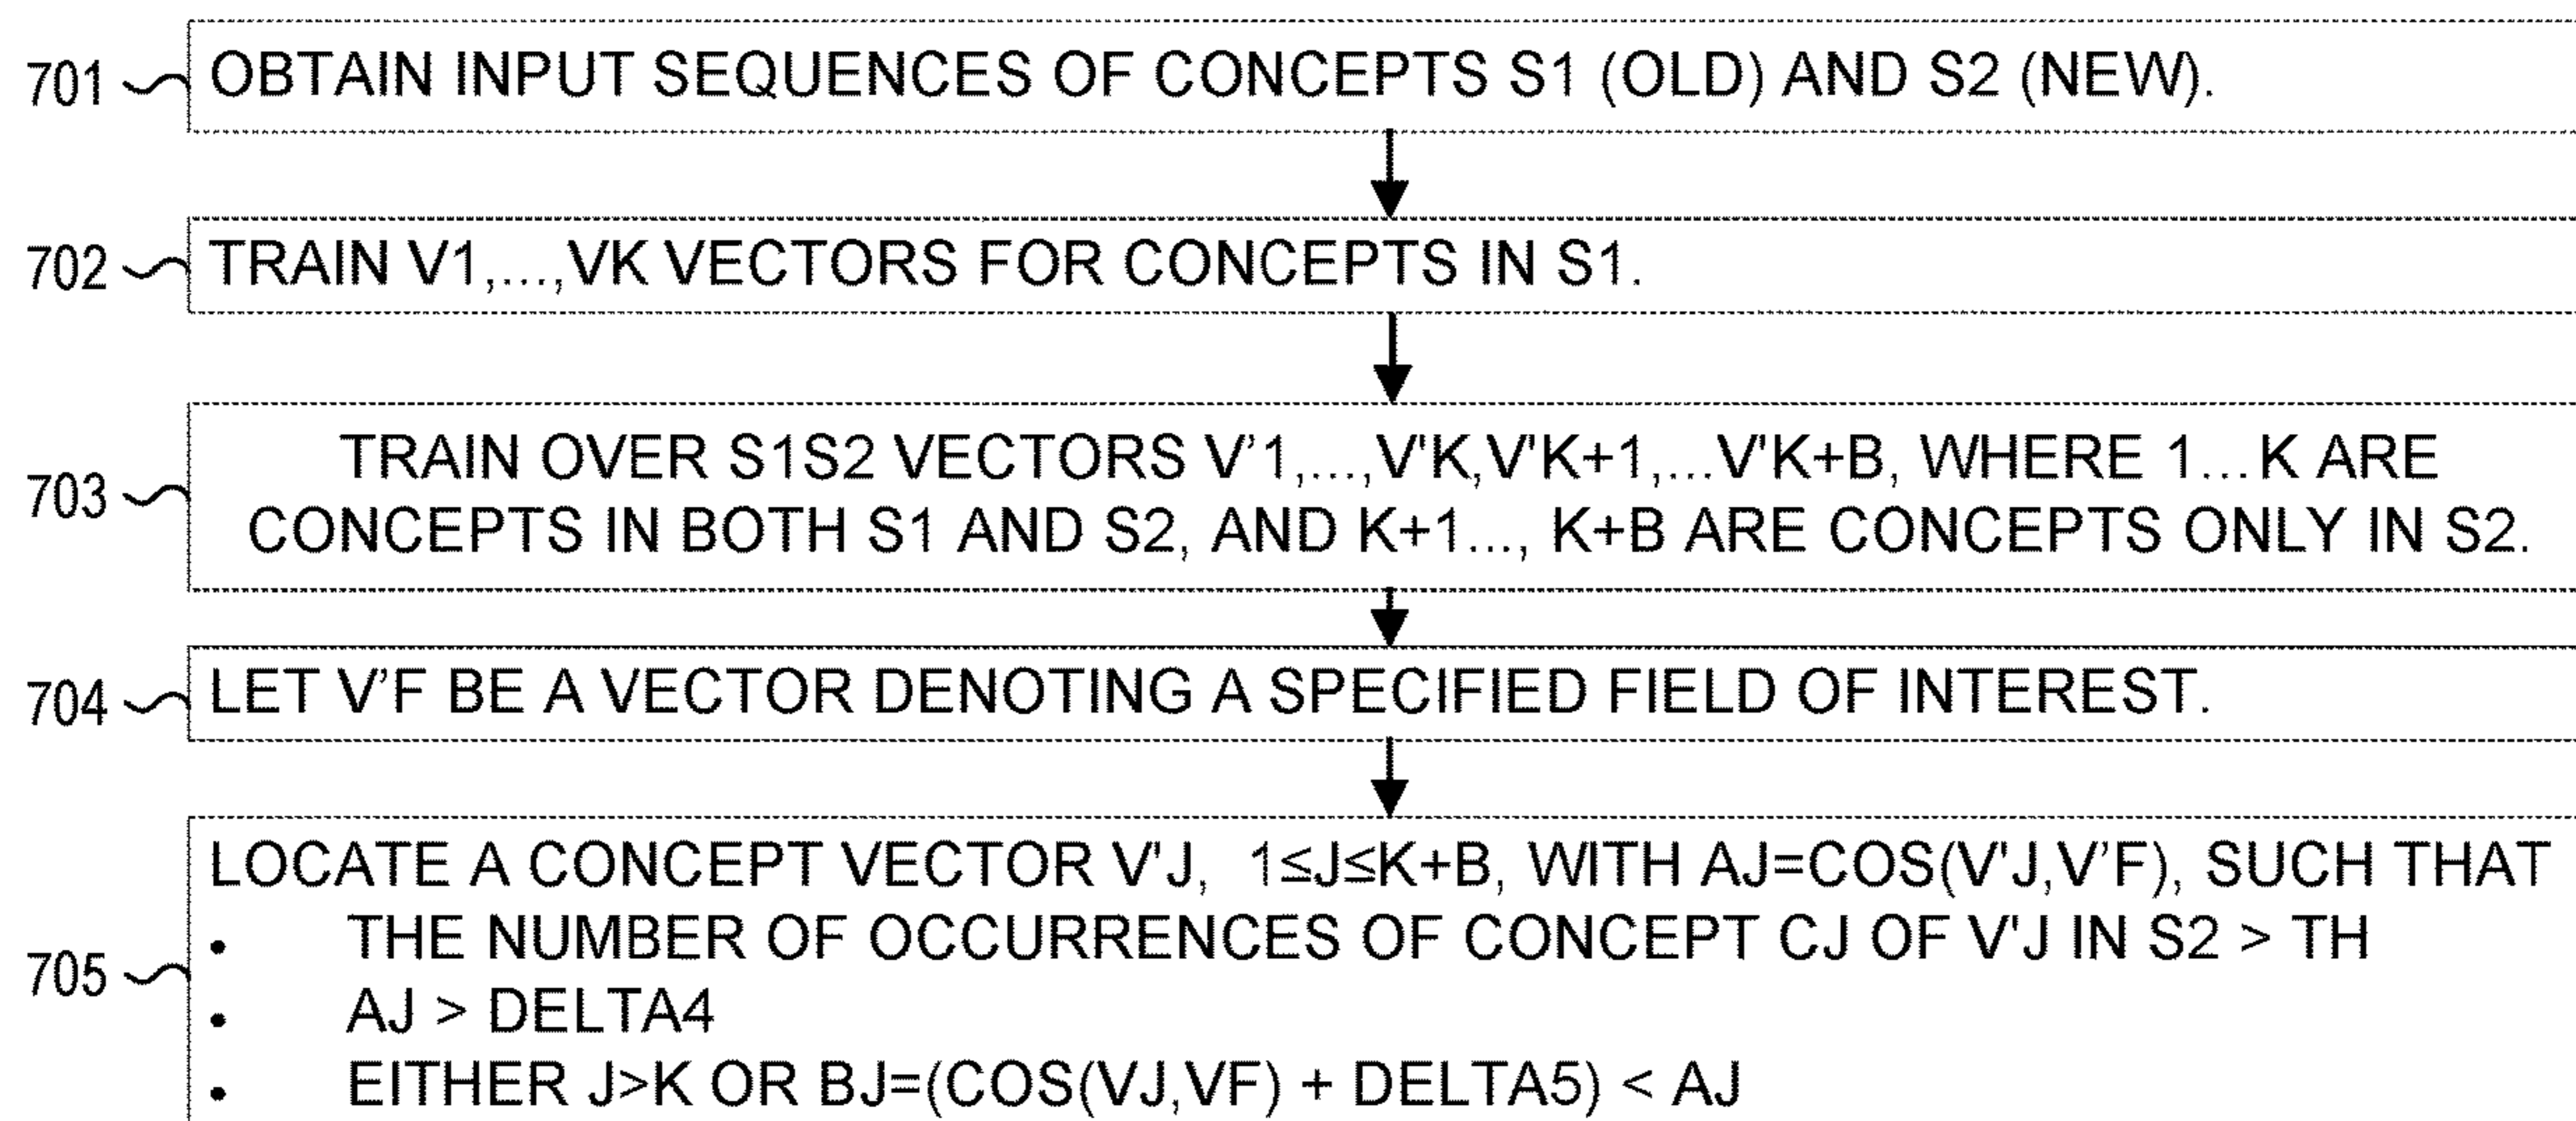 701 OBTAIN INPUT SEQUENCES OF CONCEPTS S1 (OLD) AND S2 (NEW).
702 TRAIN V1,...,VK VECTORS FOR CONCEPTS IN S1.
TRAIN OVER S1S2 VECTORS V’1,...,V'K,V'K+1,...V'K+B, WHERE 1...K ARE
703 CONCEPTS IN BOTH S1 AND S2, AND K+1..., K+B ARE CONCEPTS ONLY IN S2.
704 LET V’F BE A VECTOR DENOTING A SPECIFIED FIELD OF INTEREST.
LOCATE A CONCEPT VECTOR V'J, 1≤J≤K+B, WITH AJ=COS(V'J,V’F), SUCH THAT
• THE NUMBER OF OCCURRENCES OF CONCEPT CJ OF V'J IN S2 > TH
705 • AJ > DELTA4
• EITHER J>K OR BJ=(COS(VJ,VF) + DELTA5) < AJ